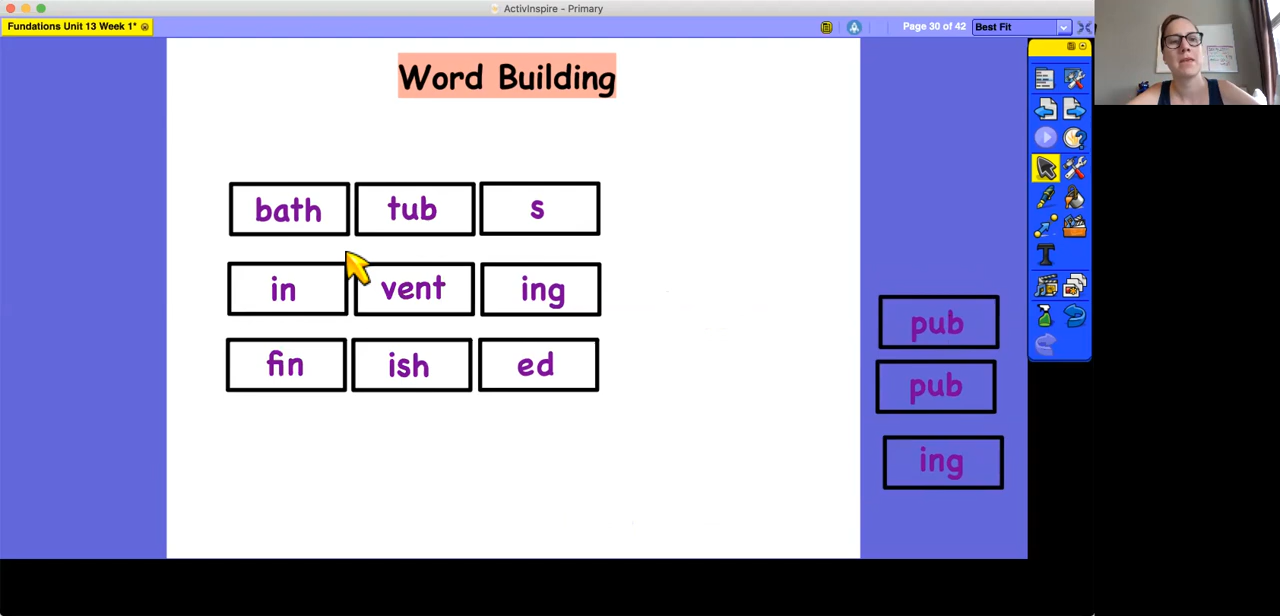 ActivInspire - Primary
Fundations Unit 13 Week 1*
Page 30 of 42 Best Fit
Word Building
bath tub s
in vent ing
fin ish ed
pub
pub
ing